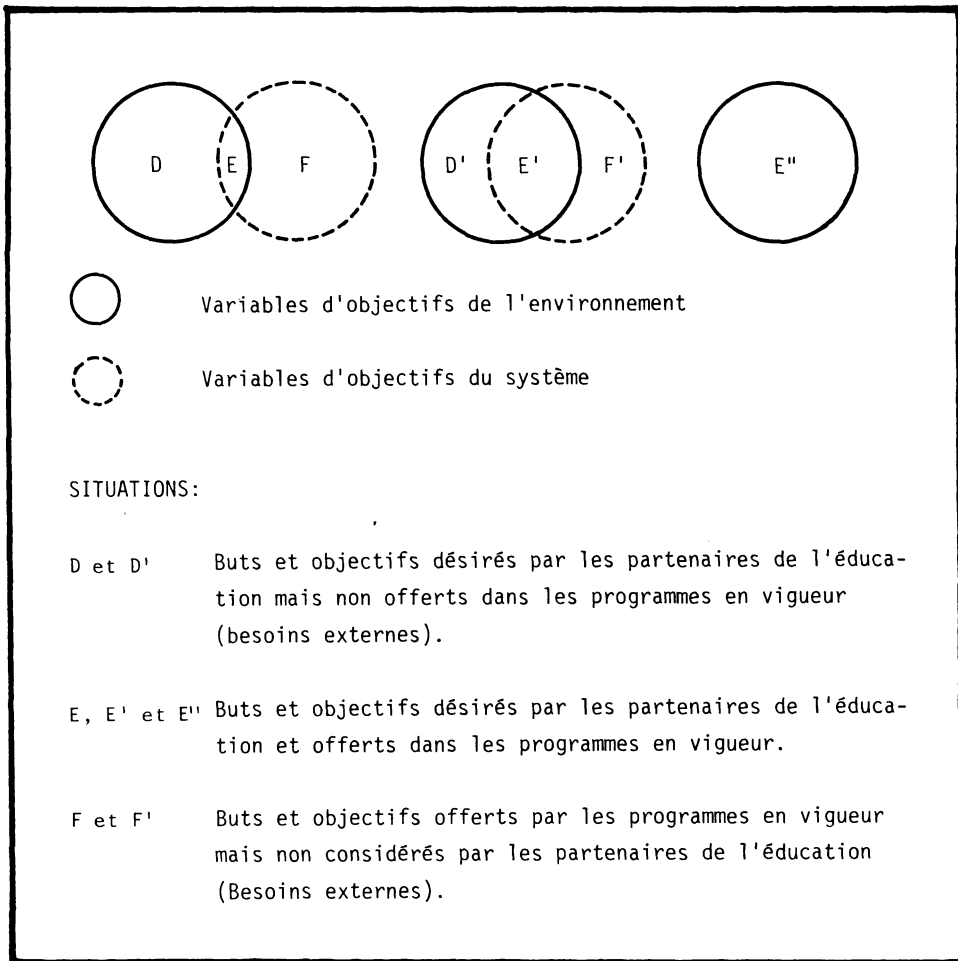 D E F D' E' F' E"
Variables d'objectifs de l'environnement
Variables d'objectifs du système
SITUATIONS:
D et D' Buts et objectifs désirés par les partenaires de l'éduca-
tion mais non offerts dans les programmes en vigueur
(besoins externes).
E, E' et E" Buts et objectifs désirés par les partenaires de l'éduca-
tion et offerts dans les programmes en vigueur.
F et F' Buts et objectifs offerts par les programmes en vigueur
mais non considérés par les partenaires de l'éducation
(Besoins externes).